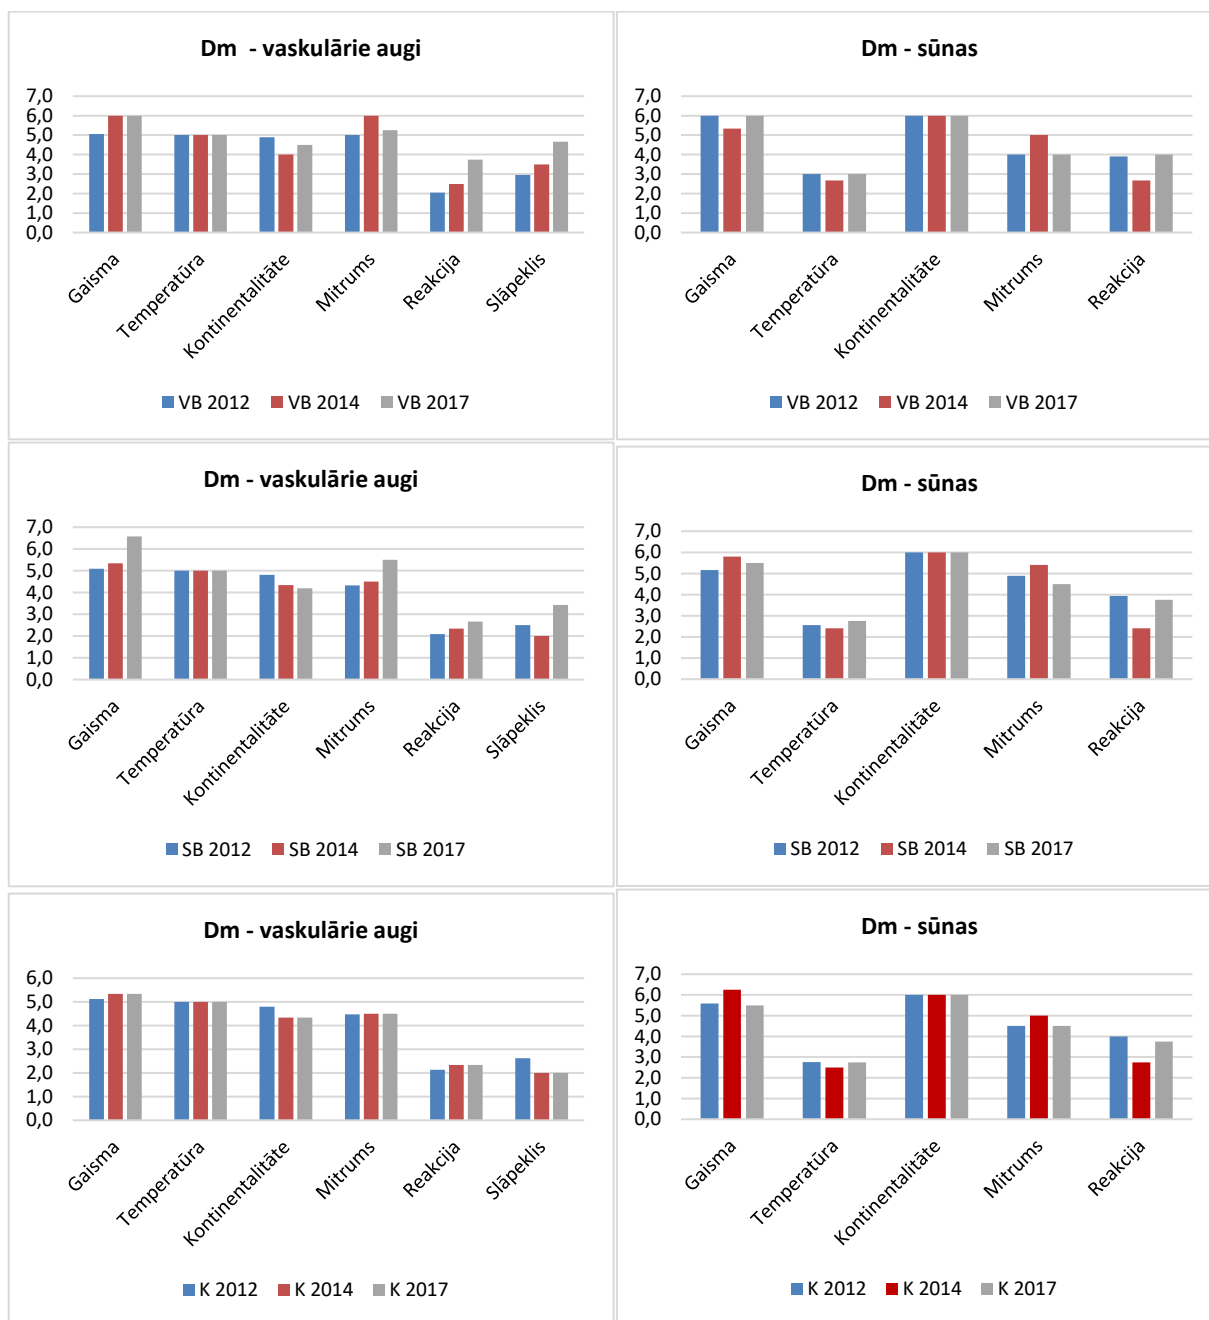 Dm  - vaskulārie augi
7,0
6,0
5,0
4,0
3,0
2,0
1,0
0,0
Gaisma
Temperatūra
Kontinentalitāte
Mitrums
Reakcija
Slāpeklis
VB 2012 VB 2014 VB 2017
Dm - sūnas
7,0
6,0
5,0
4,0
3,0
2,0
1,0
0,0
Gaisma
Temperatūra
Kontinentalitāte
Mitrums
Reakcija
VB 2012 VB 2014 VB 2017
Dm - vaskulārie augi
7,0
6,0
5,0
4,0
3,0
2,0
1,0
0,0
Gaisma
Temperatūra
Kontinentalitāte
Mitrums
Reakcija
Slāpeklis
SB 2012 SB 2014 SB 2017
Dm - sūnas
7,0
6,0
5,0
4,0
3,0
2,0
1,0
0,0
Gaisma
Temperatūra
Kontinentalitāte
Mitrums
Reakcija
SB 2012 SB 2014 SB 2017
Dm - vaskulārie augi
6,0
5,0
4,0
3,0
2,0
1,0
0,0
Gaisma
Temperatūra
Kontinentalitāte
Mitrums
Reakcija
Slāpeklis
K 2012 K 2014 K 2017
Dm - sūnas
7,0
6,0
5,0
4,0
3,0
2,0
1,0
0,0
Gaisma
Temperatūra
Kontinentalitāte
Mitrums
Reakcija
K 2012 K 2014 K 2017